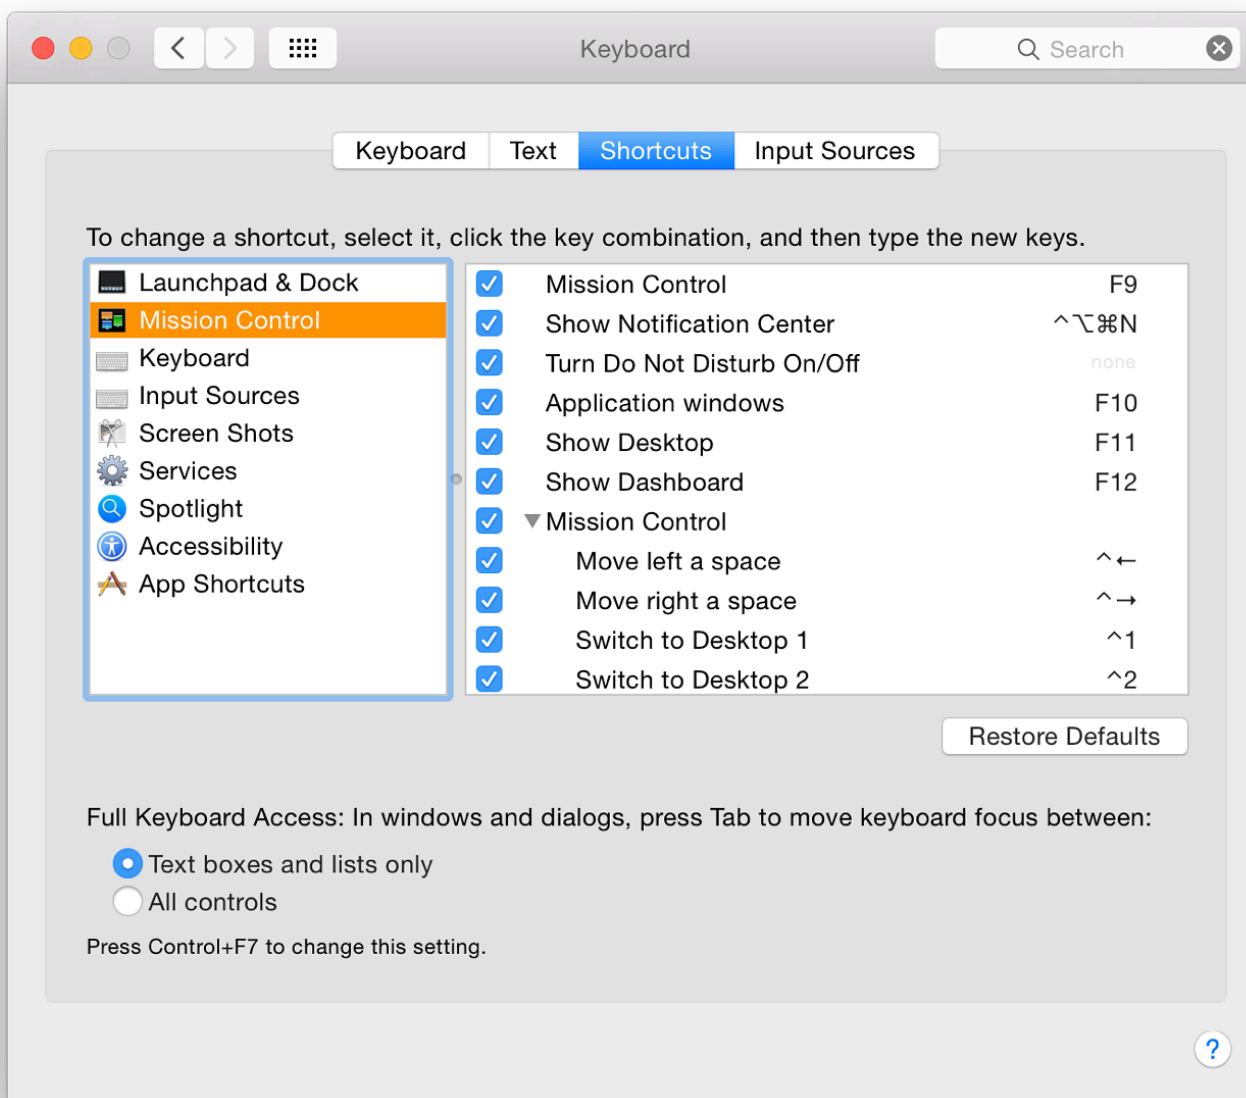 Keyboard
Search
Keyboard Text Shortcuts Input Sources
To change a shortcut, select it, click the key combination, and then type the new keys.
Launchpad & Dock
Mission Control
Keyboard
Input Sources
Screen Shots
Services
Spotlight
Accessibility
App Shortcuts
Mission Control F9
Show Notification Center ^⌥⌘N
Turn Do Not Disturb On/Off none
Application windows F10
Show Desktop F11
Show Dashboard F12
Mission Control
Move left a space ^←
Move right a space ^→
Switch to Desktop 1 ^1
Switch to Desktop 2 ^2
Restore Defaults
Full Keyboard Access: In windows and dialogs, press Tab to move keyboard focus between:
Text boxes and lists only
All controls
Press Control+F7 to change this setting.
?